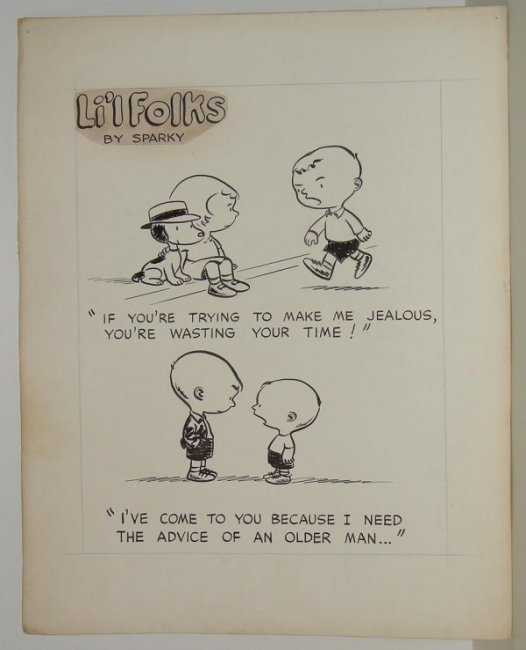 Li'l Folks
BY SPARKY
" IF YOU'RE TRYING TO MAKE ME JEALOUS,
YOU'RE WASTING YOUR TIME ! "
" I'VE COME TO YOU BECAUSE I NEED
THE ADVICE OF AN OLDER MAN... "